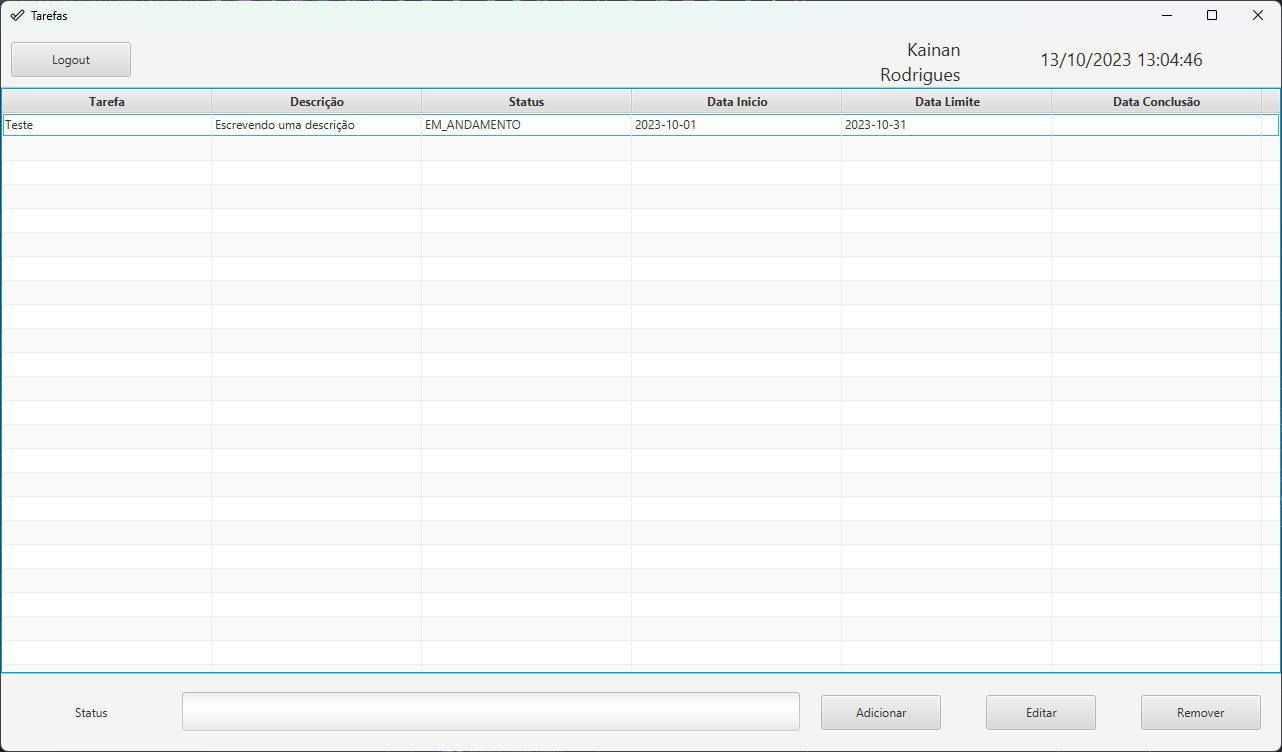 Tarefas
Logout
Kainan
Rodrigues
13/10/2023 13:04:46
Tarefa Descrição Status Data Inicio Data Limite Data Conclusão
Teste Escrevendo uma descrição EM_ANDAMENTO 2023-10-01 2023-10-31
Status Adicionar Editar Remover